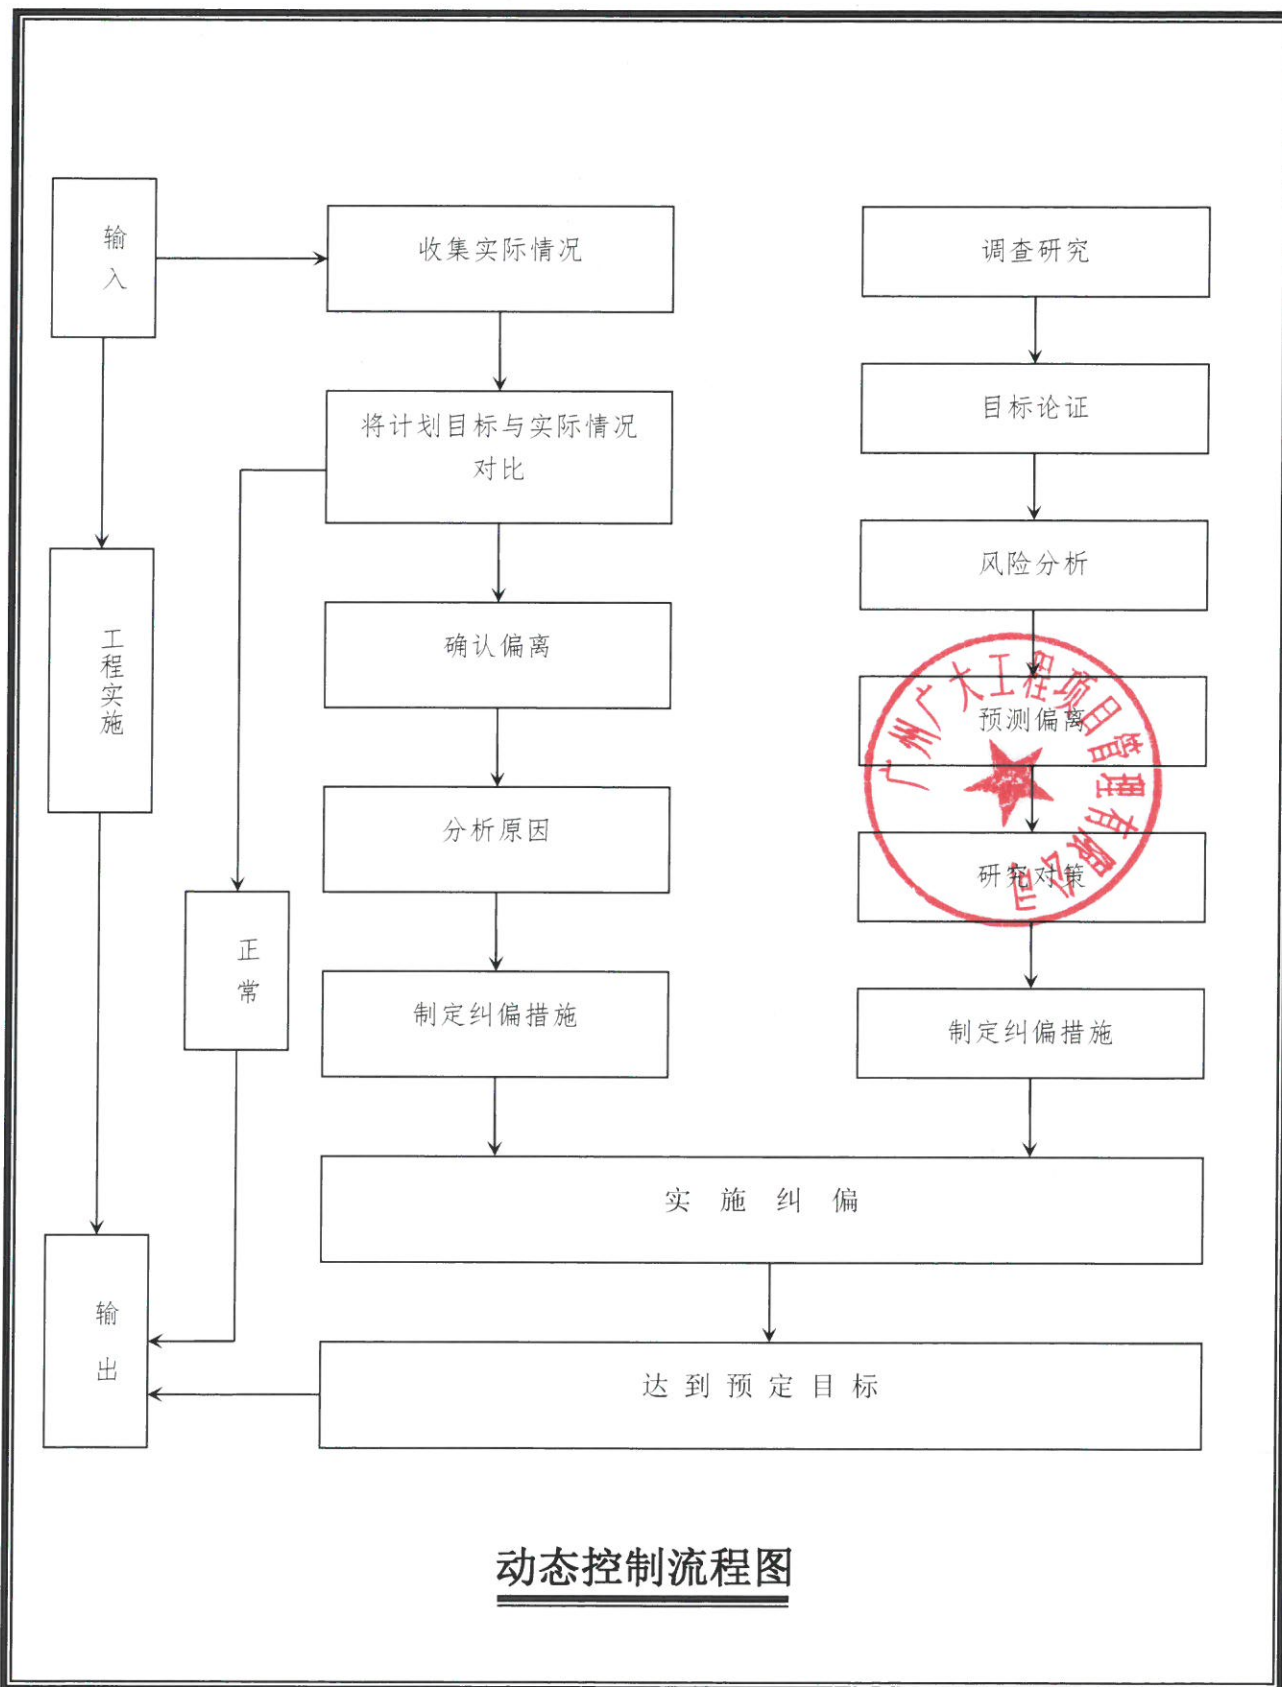 输
入
收集实际情况
调查研究
将计划目标与实际情况
对比
目标论证
风险分析
工
程
实
施
确认偏离
预测偏离
分析原因
研究对策
正
常
制定纠偏措施
制定纠偏措施
实施纠偏
输
出
达到预定目标
广州广大工程项目管理有限公司
动态控制流程图